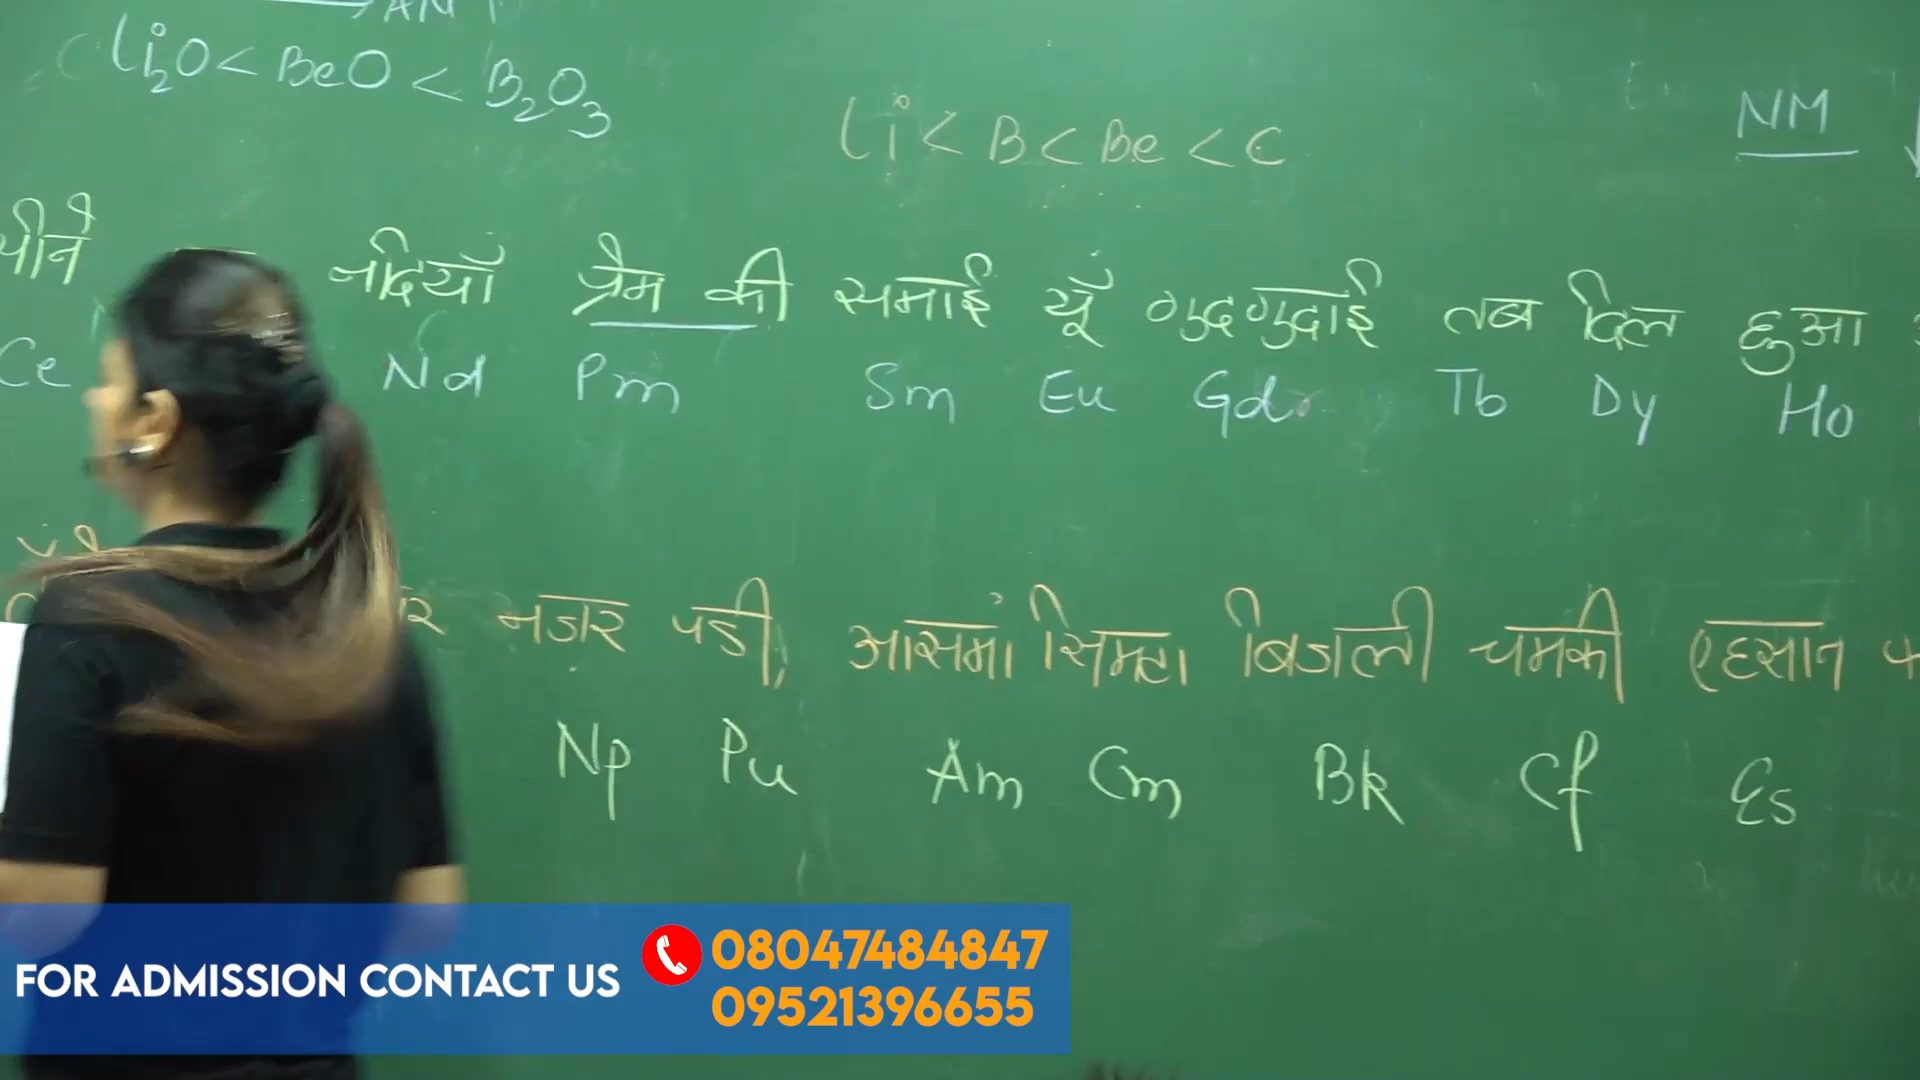 Li₂O < BeO < B₂O₃
Li < B < Be < C
NM
पीने नदियाँ प्रेम की समाई यूँ गुदगुदाई तब दिल हुआ
Ce Nd Pm Sm Eu Gd Tb Dy Ho
नजर पडी, आसमां सिमटा बिजली चमकी एहसान
Np Pu Am Cm Bk Cf Es
FOR ADMISSION CONTACT US
08047484847
09521396655